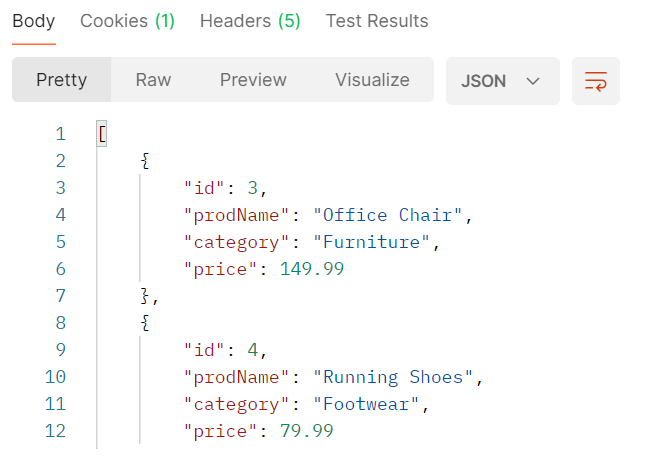 Body Cookies (1) Headers (5) Test Results
Pretty Raw Preview Visualize JSON
1 [
2 {
3 "id": 3,
4 "prodName": "Office Chair",
5 "category": "Furniture",
6 "price": 149.99
7 },
8 {
9 "id": 4,
10 "prodName": "Running Shoes",
11 "category": "Footwear",
12 "price": 79.99